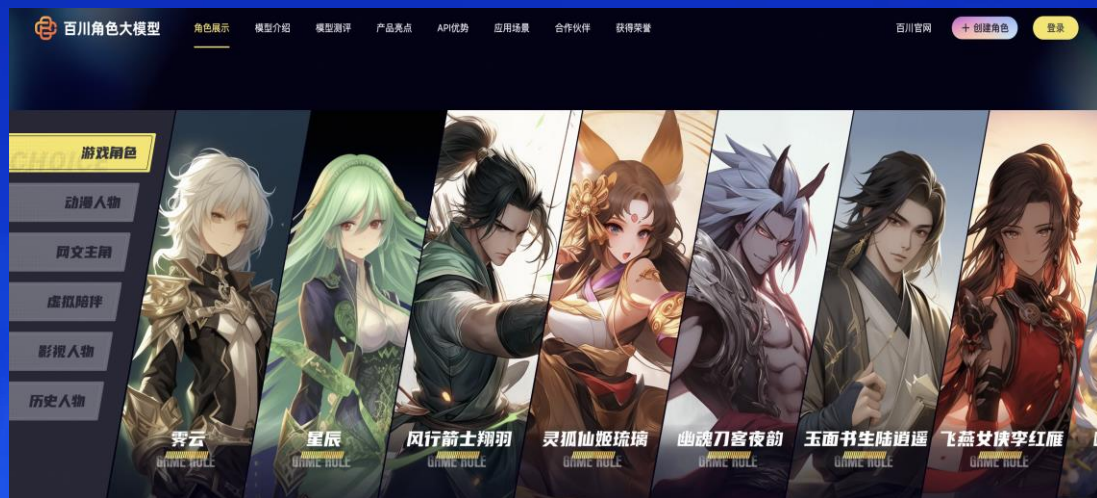 百川角色大模型 角色展示 模型介绍 模型测评 产品亮点 API优势 应用场景 合作伙伴 获得荣誉 百川官网 + 创建角色 登录
CHOICE
游戏角色
动漫人物
网文主角
虚拟陪伴
影视人物
历史人物
霁云 星辰 风行箭士翔羽 灵狐仙姬琉璃 幽魂刀客夜韵 玉面书生陆逍遥 飞燕女侠李红雁
GAME ROLE GAME ROLE GAME ROLE GAME ROLE GAME ROLE GAME ROLE GAME ROLE